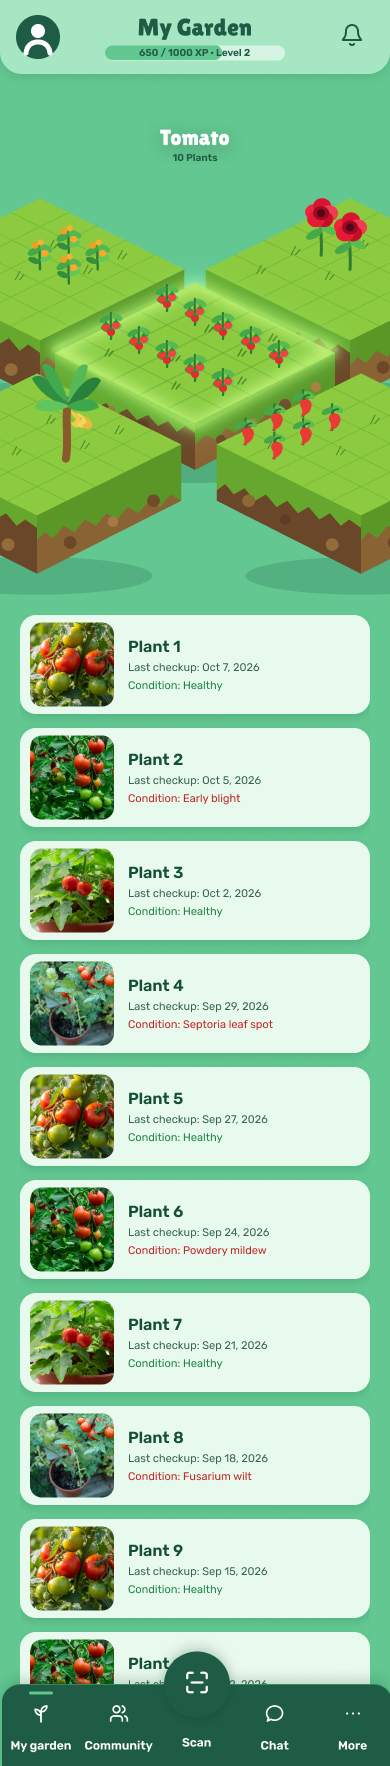 My Garden
650 / 1000 XP • Level 2
Tomato
10 Plants
Plant 1
Last checkup: Oct 7, 2026
Condition: Healthy
Plant 2
Last checkup: Oct 5, 2026
Condition: Early blight
Plant 3
Last checkup: Oct 2, 2026
Condition: Healthy
Plant 4
Last checkup: Sep 29, 2026
Condition: Septoria leaf spot
Plant 5
Last checkup: Sep 27, 2026
Condition: Healthy
Plant 6
Last checkup: Sep 24, 2026
Condition: Powdery mildew
Plant 7
Last checkup: Sep 21, 2026
Condition: Healthy
Plant 8
Last checkup: Sep 18, 2026
Condition: Fusarium wilt
Plant 9
Last checkup: Sep 15, 2026
Condition: Healthy
Plant
Last 2026
My garden
Community
Scan
Chat
More